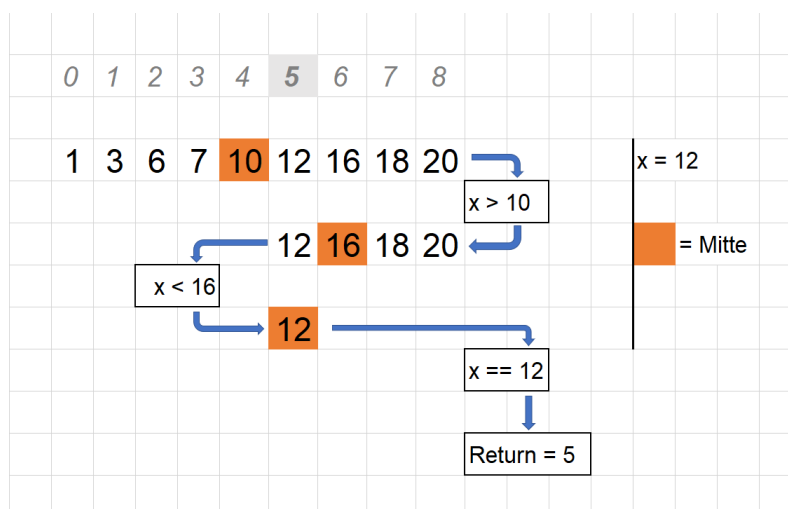 0 1 2 3 4 5 6 7 8
1 3 6 7 10 12 16 18 20
x = 12
x > 10
12 16 18 20
= Mitte
x < 16
12
x == 12
Return = 5